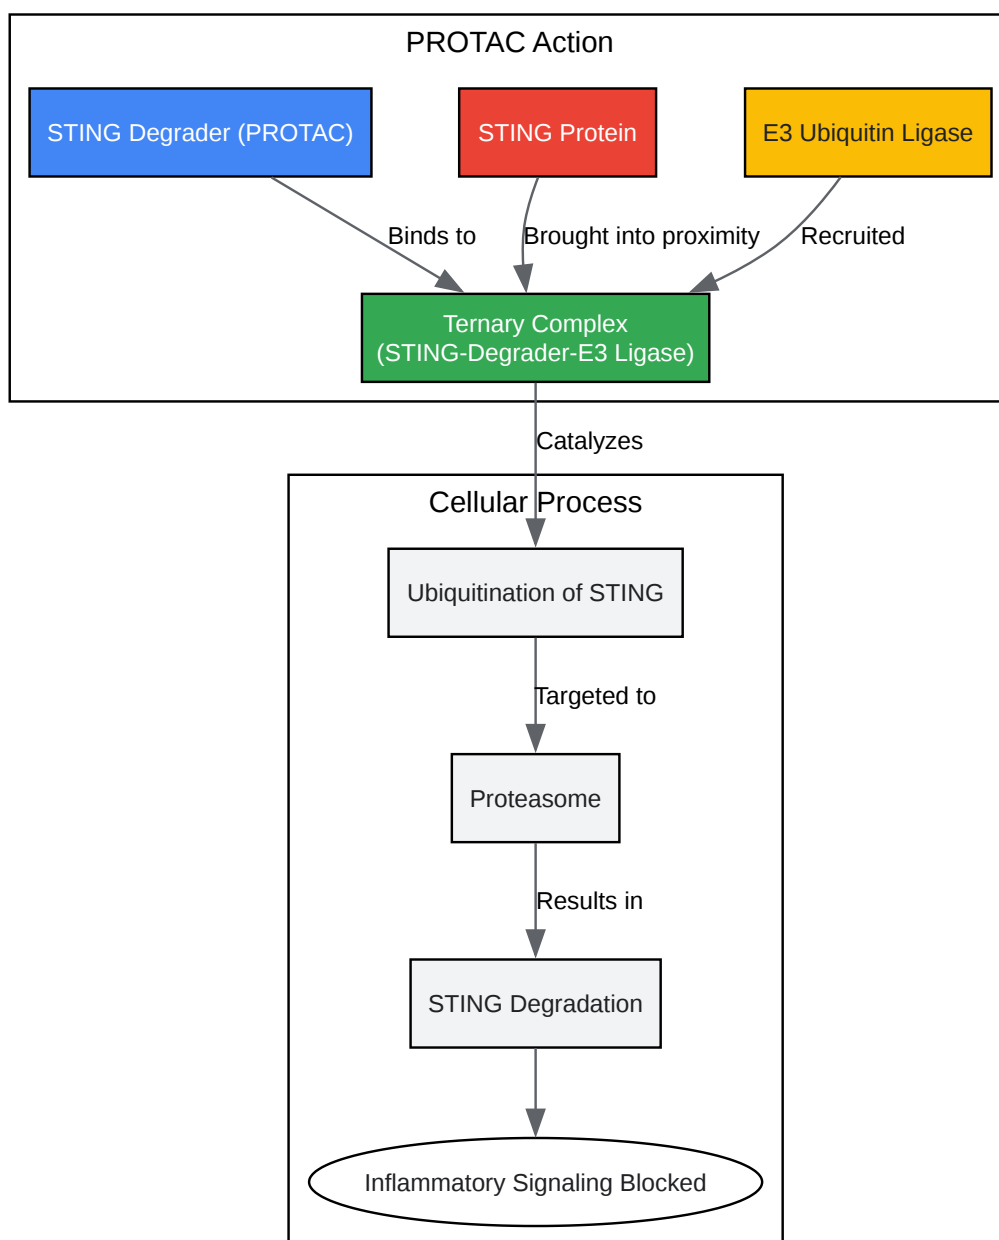 PROTAC Action
STING Degrader (PROTAC)
STING Protein
E3 Ubiquitin Ligase
Binds to
Brought into proximity
Recruited
Ternary Complex
(STING-Degrader-E3 Ligase)
Catalyzes
Cellular Process
Ubiquitination of STING
Targeted to
Proteasome
Results in
STING Degradation
Inflammatory Signaling Blocked